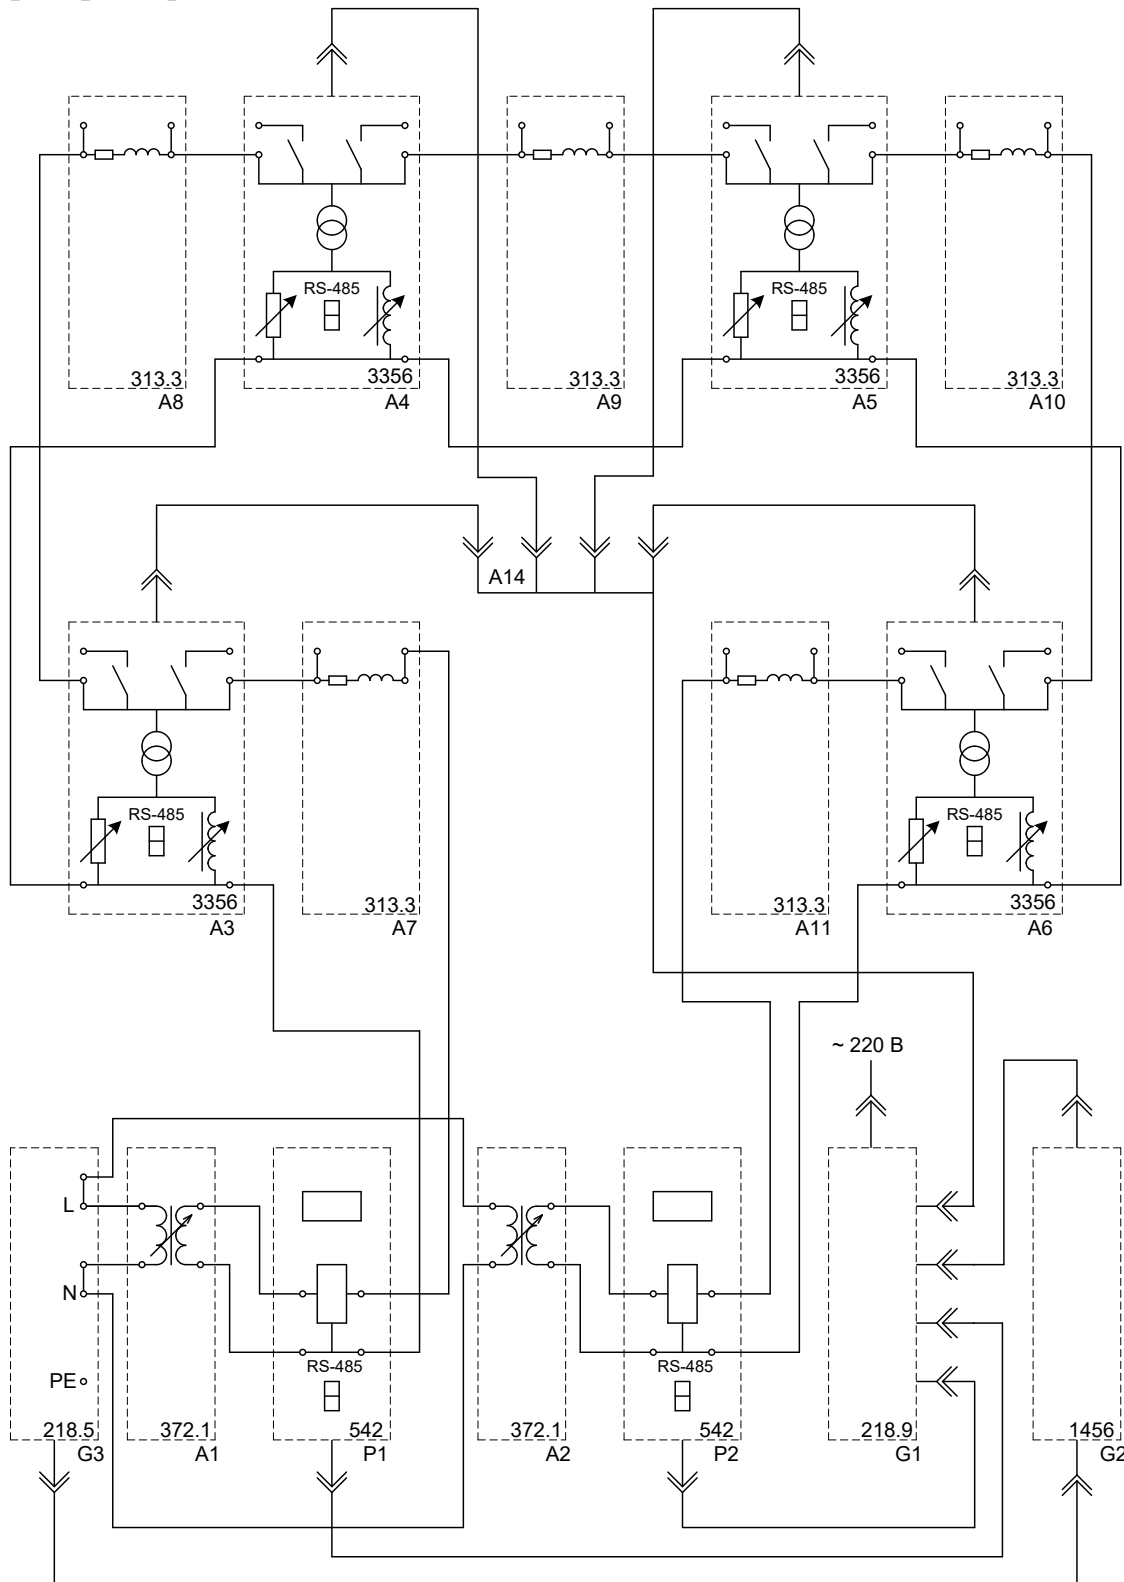 RS-485
RS-485
313.3
3356
313.3
3356
313.3
A8
A4
A9
A5
A10
A14
RS-485
RS-485
3356
313.3
313.3
3356
A3
A7
A11
A6
~ 220 В
L
N
RS-485
RS-485
PE
218.5
372.1
542
372.1
542
218.9
1456
G3
A1
P1
A2
P2
G1
G2